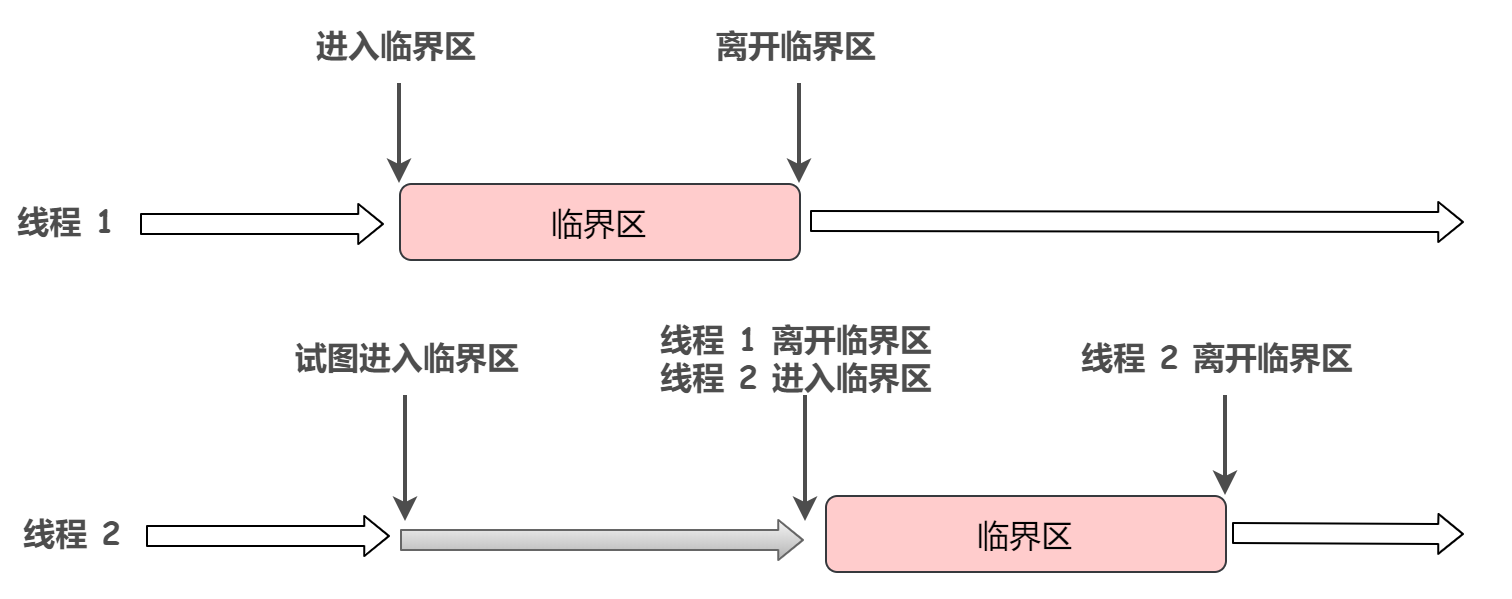 进入临界区
离开临界区
线程 1
临界区
试图进入临界区
线程 1 离开临界区
线程 2 进入临界区
线程 2 离开临界区
线程 2
临界区